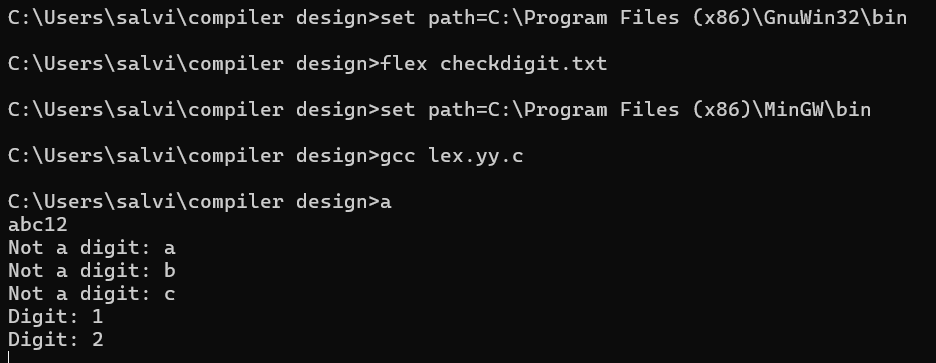 C:\Users\salvi\compiler design>set path=C:\Program Files (x86)\GnuWin32\bin
C:\Users\salvi\compiler design>flex checkdigit.txt
C:\Users\salvi\compiler design>set path=C:\Program Files (x86)\MinGW\bin
C:\Users\salvi\compiler design>gcc lex.yy.c
C:\Users\salvi\compiler design>a
abc12
Not a digit: a
Not a digit: b
Not a digit: c
Digit: 1
Digit: 2